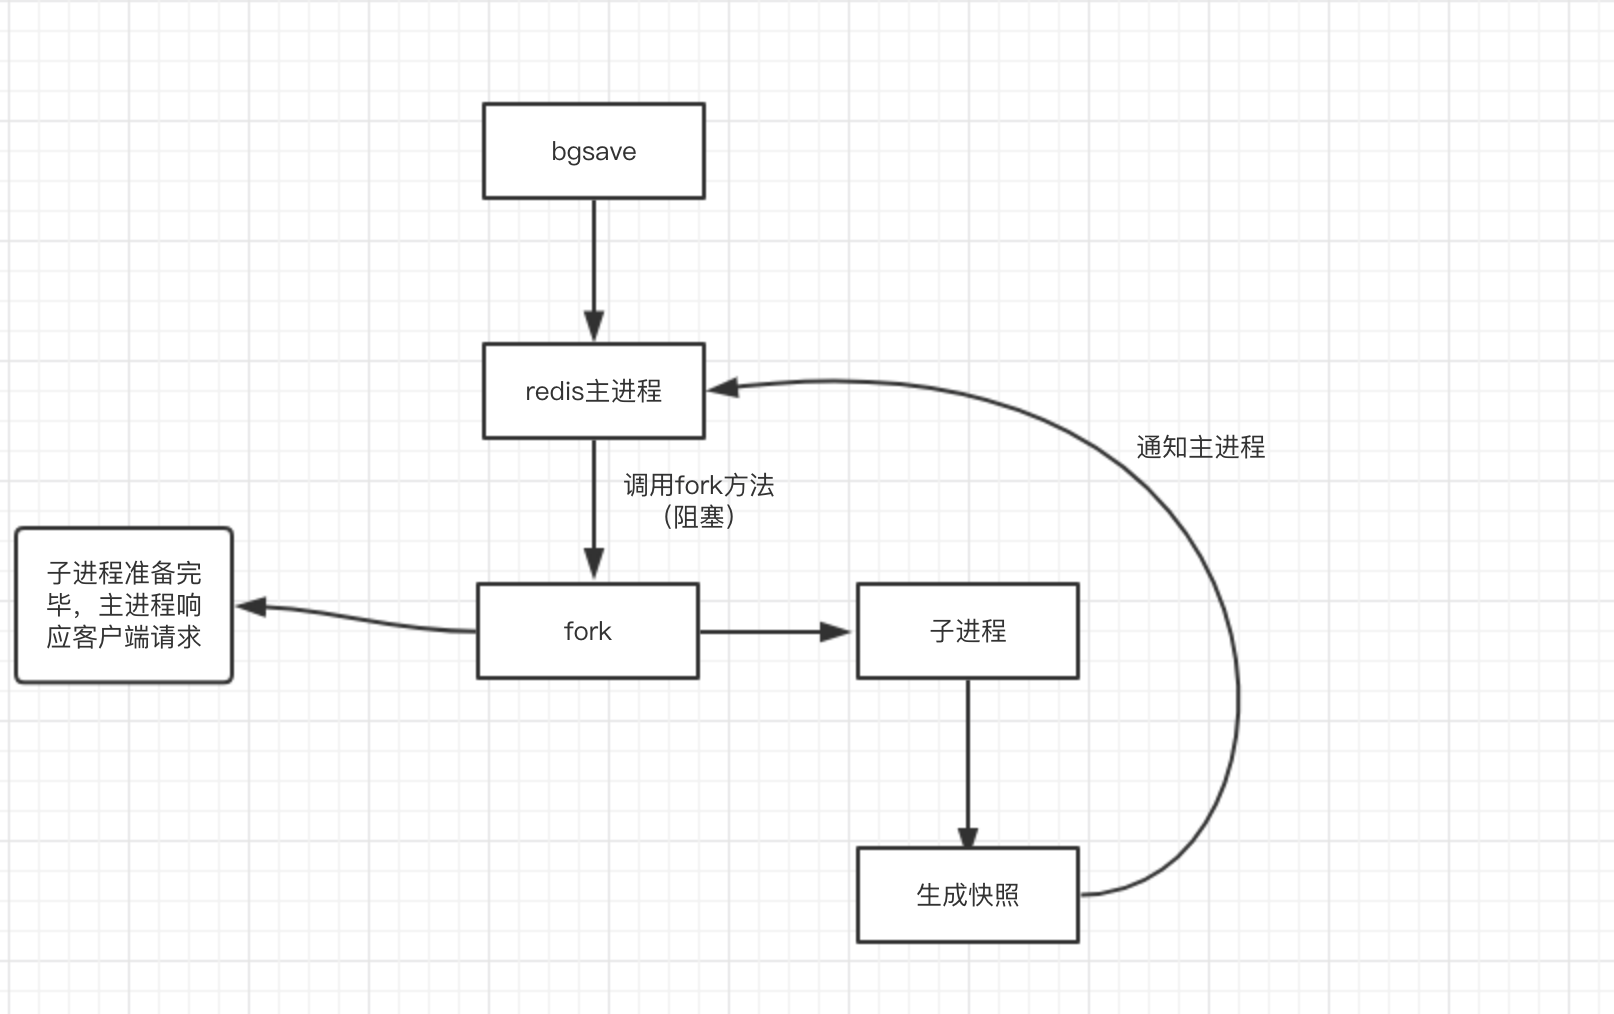 bgsave
redis主进程
通知主进程
调用fork方法
（阻塞）
子进程准备完
毕，主进程响
应客户端请求
fork
子进程
生成快照